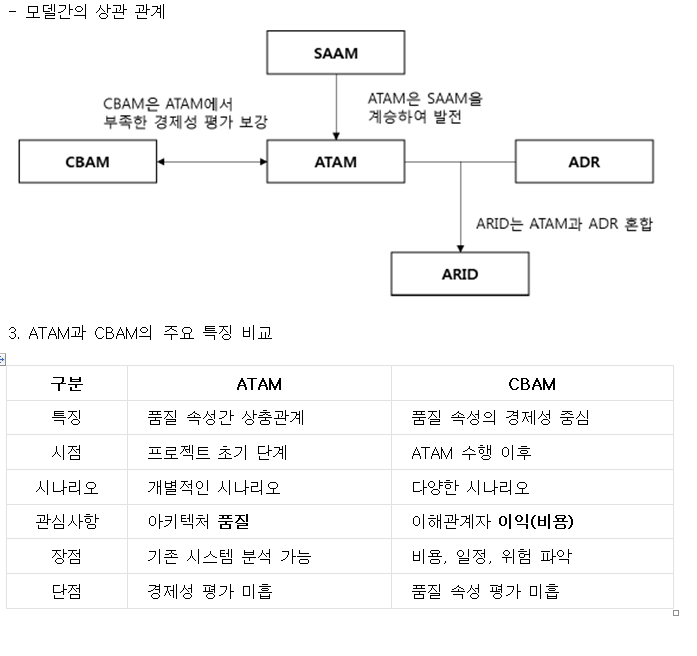 - 모델간의 상관 관계
SAAM
CBAM은 ATAM에서
부족한 경제성 평가 보강
ATAM은 SAAM을
계승하여 발전
CBAM
ATAM
ADR
ARID는 ATAM과 ADR 혼합
ARID
3. ATAM과 CBAM의 주요 특징 비교
구분 ATAM CBAM
특징 품질 속성간 상충관계 품질 속성의 경제성 중심
시점 프로젝트 초기 단계 ATAM 수행 이후
시나리오 개별적인 시나리오 다양한 시나리오
관심사항 아키텍처 품질 이해관계자 이익(비용)
장점 기존 시스템 분석 가능 비용, 일정, 위험 파악
단점 경제성 평가 미흡 품질 속성 평가 미흡